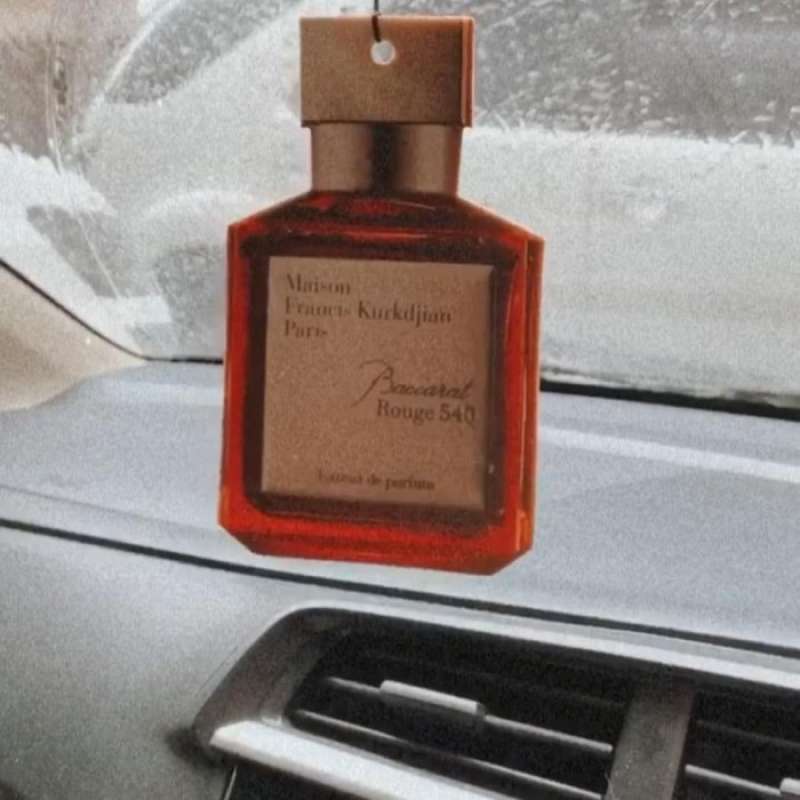 Maison
Francis Kurkdjian
Paris
Baccarat
Rouge 540
Extrait de parfum